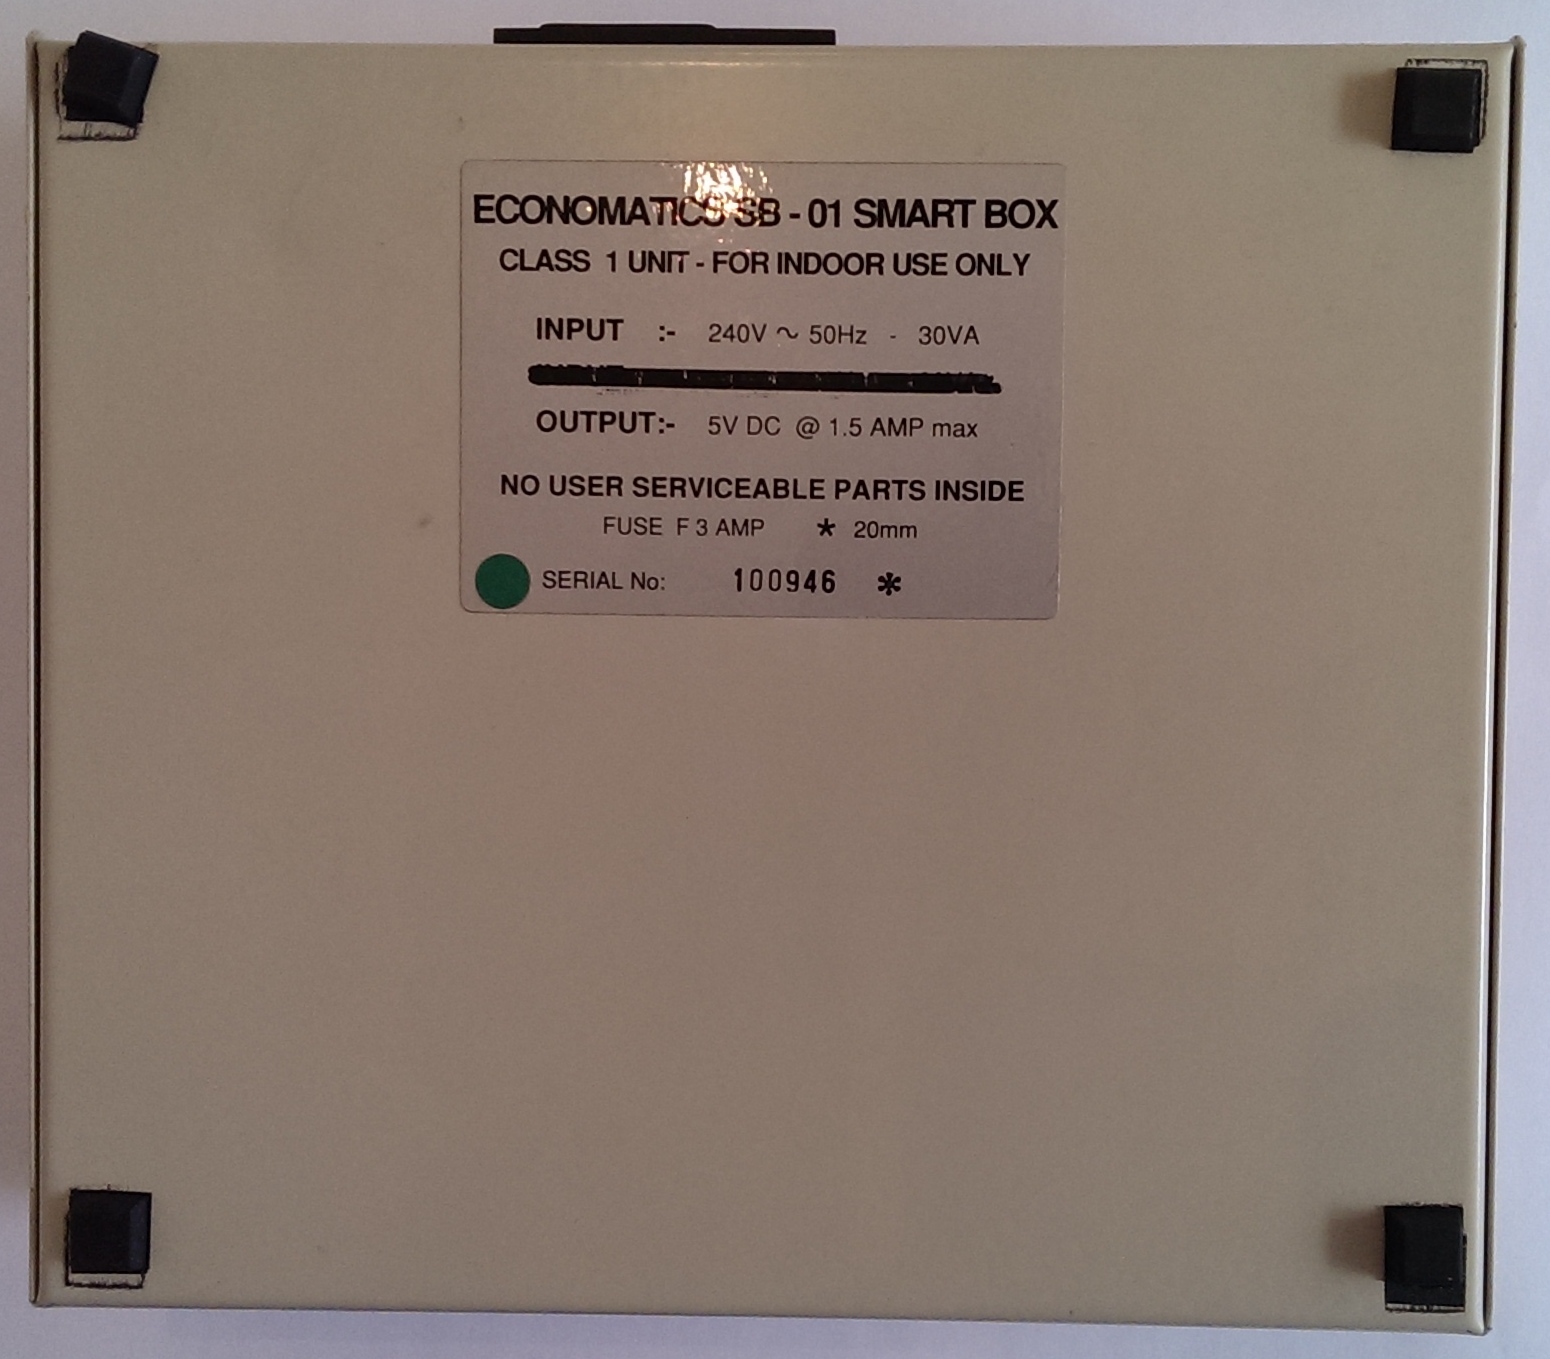 ECONOMATICS SB - 01 SMART BOX
CLASS 1 UNIT - FOR INDOOR USE ONLY
INPUT :- 240V ~ 50Hz - 30VA
OUTPUT:- 5V DC @ 1.5 AMP max
NO USER SERVICEABLE PARTS INSIDE
FUSE F 3 AMP * 20mm
SERIAL No: 100946 *